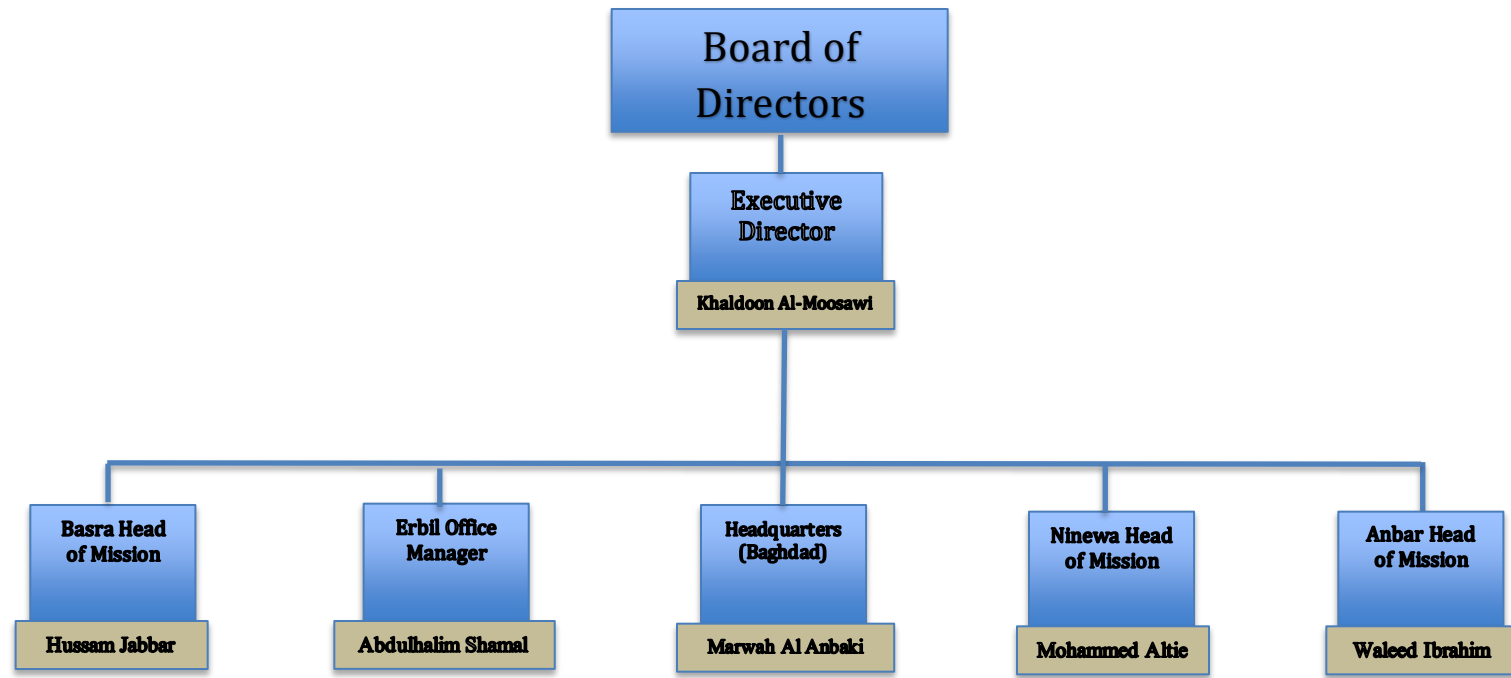 Board of
Directors
Executive
Director
Khaldoon Al-Moosawi
Basra Head
of Mission
Hussam Jabbar
Erbil Office
Manager
Abdulhalim Shamal
Headquarters
(Baghdad)
Marwah Al Anbaki
Ninewa Head
of Mission
Mohammed Altie
Anbar Head
of Mission
Waleed Ibrahim